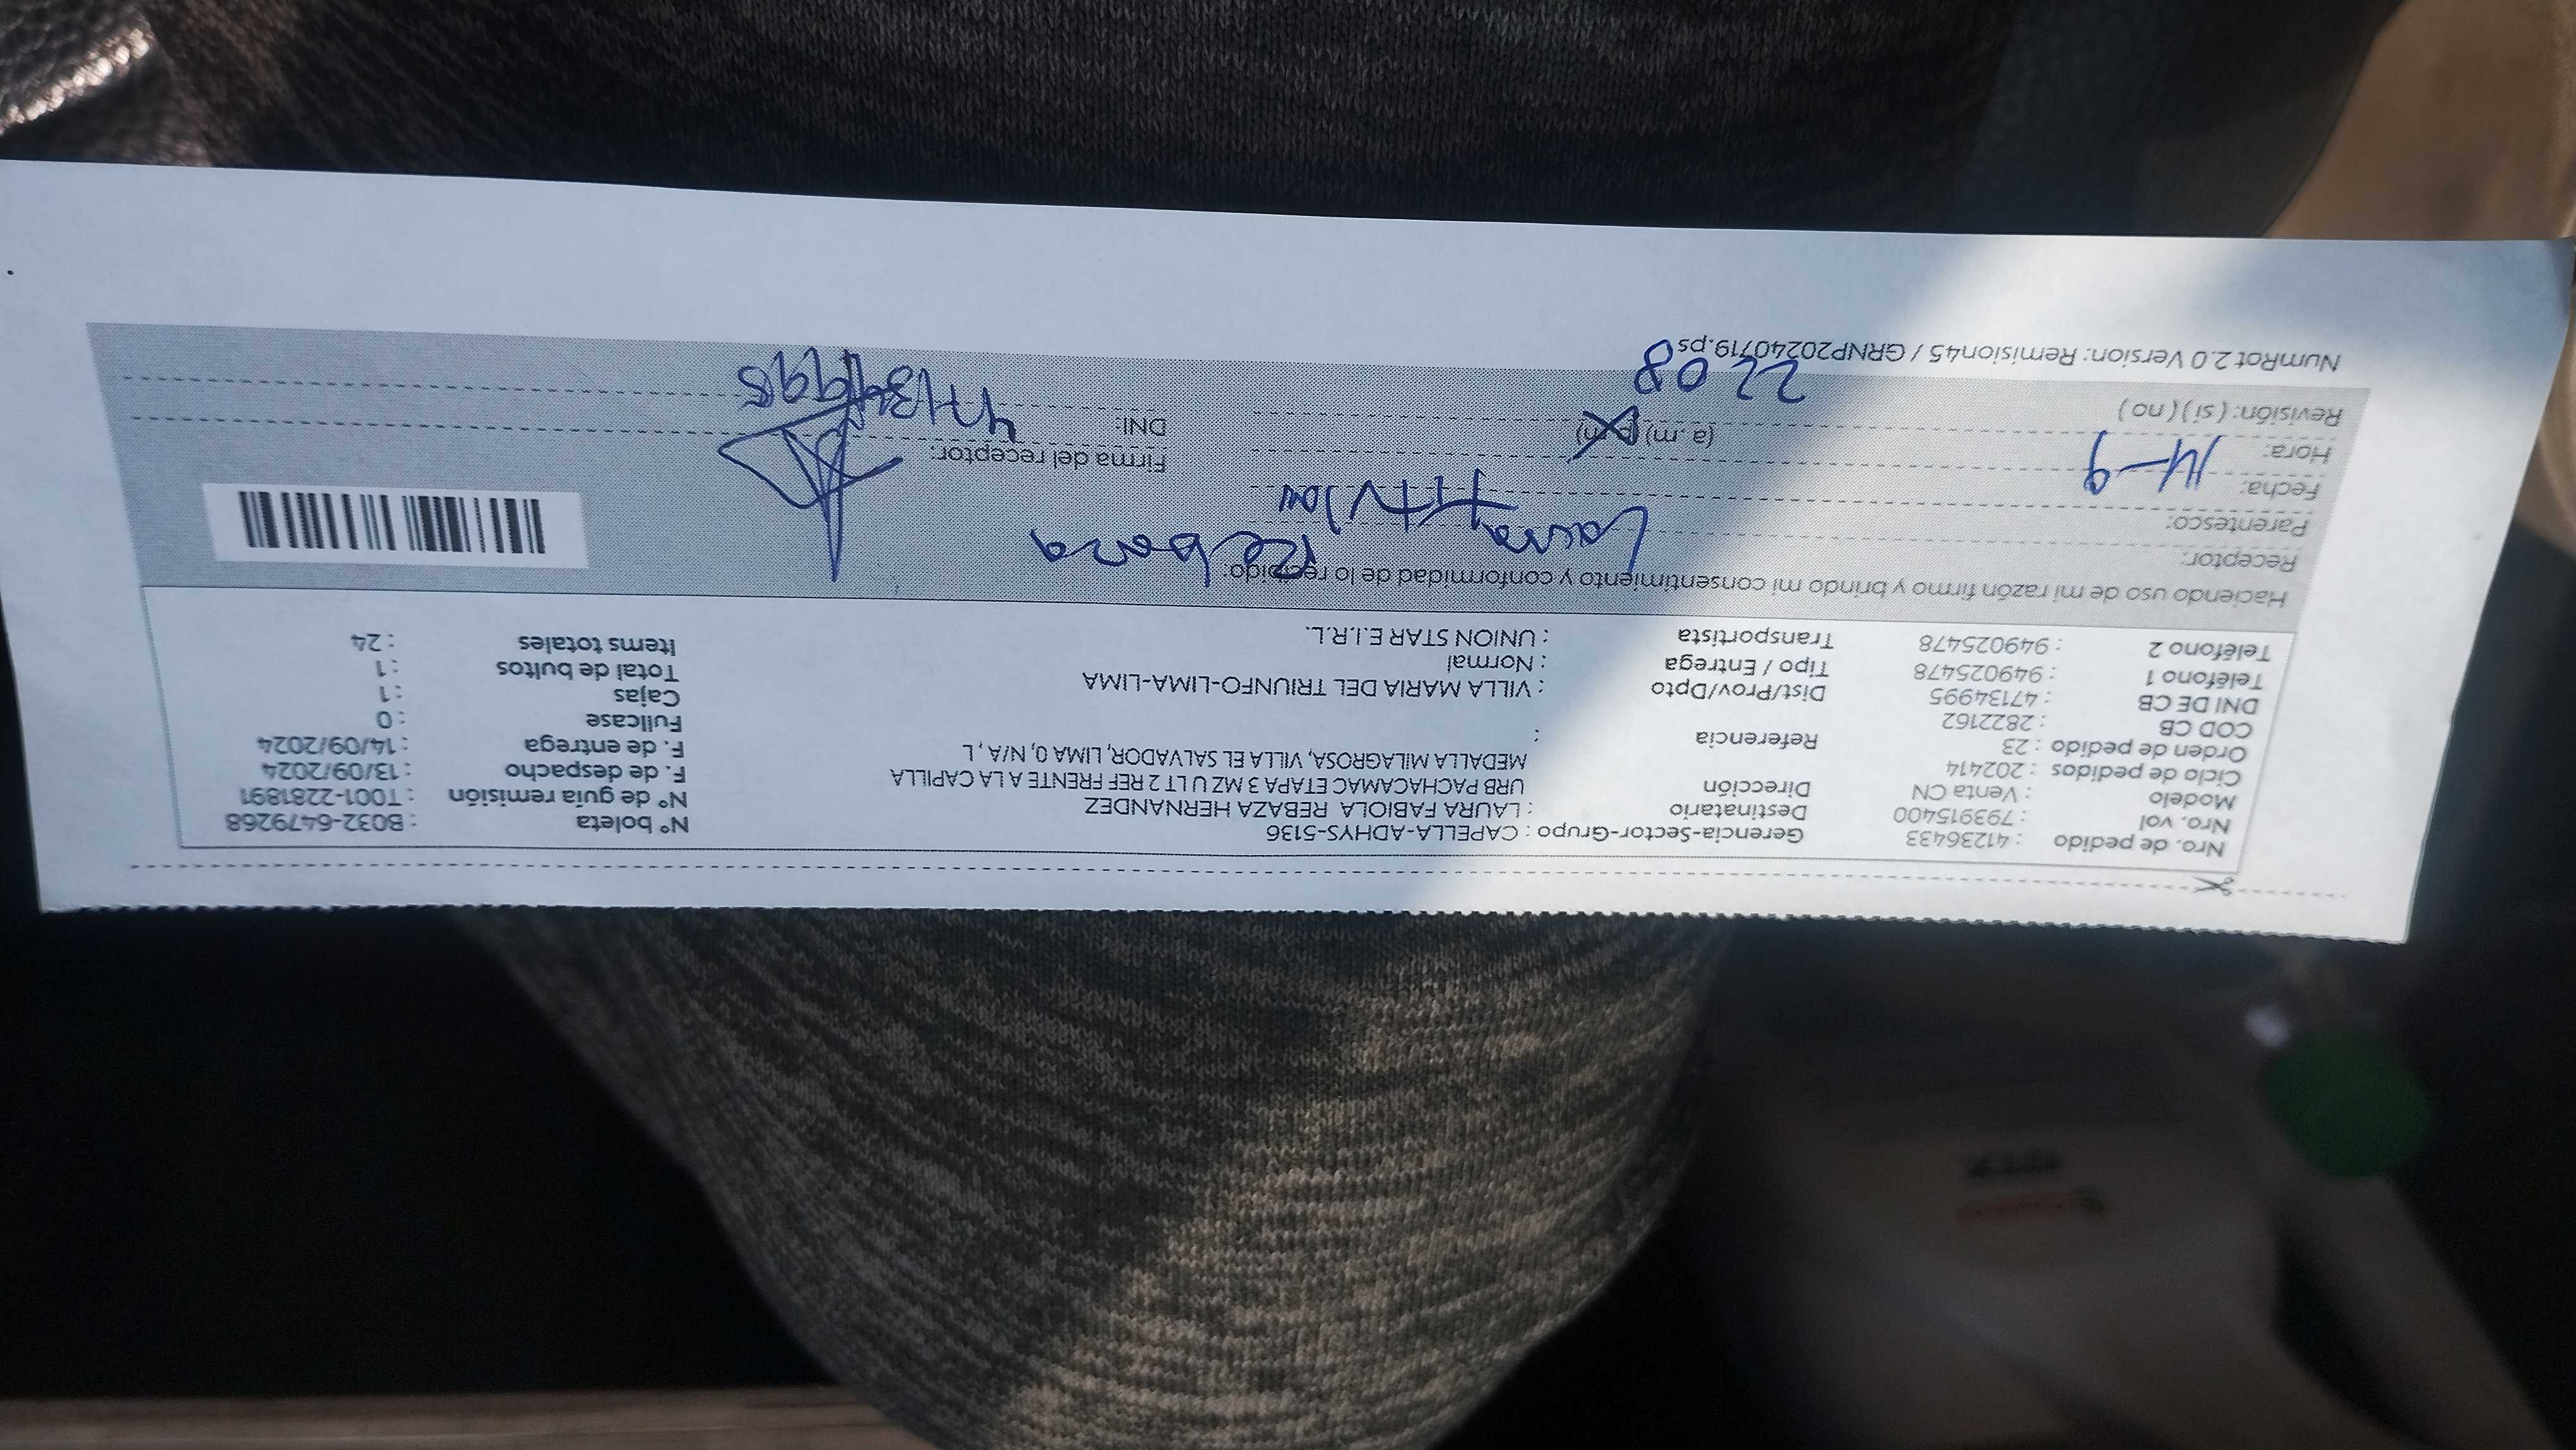 Nro. de pedido : 41236433 Gerencia-Sector-Grupo : CAPELLA-ADHYS-5136 N° boleta : B032-6479268
Nro. vol : 793915400 Destinatario : LAURA FABIOLA REBAZA HERNANDEZ N° de guía remisión : T001-2281891
Modelo : Venta CN Dirección URB PACHACAMAC ETAPA 3 MZ U LT 2 REF FRENTE A LA CAPILLA F. de despacho : 13/09/2024
Ciclo de pedidos : 202414 MEDALLA MILAGROSA, VILLA EL SALVADOR, LIMA 0, N/A , L F. de entrega : 14/09/2024
Orden de pedido : 23 Referencia : Fullcase : 0
COD CB : 2822162 Cajas : 1
DNI DE CB : 47134995 Dist/Prov/Dpto : VILLA MARIA DEL TRIUNFO-LIMA-LIMA Total de bultos : 1
Teléfono 1 : 949025478 Tipo / Entrega : Normal Items totales : 24
Teléfono 2 : 949025478 Transportista : UNION STAR E.I.R.L.
Haciendo uso de mi razón firmo y brindo mi consentimiento y conformidad de lo recibido:
Receptor: Laura Rebaza
Parentesco: Titular
Fecha: 14-9
Hora: (a.m) (p.m) Firma del receptor:
Revisión: ( si ) ( no ) DNI: 47134995
22 08
NumRot 2.0 Version: Remisión45 / GRNP20240719.ps